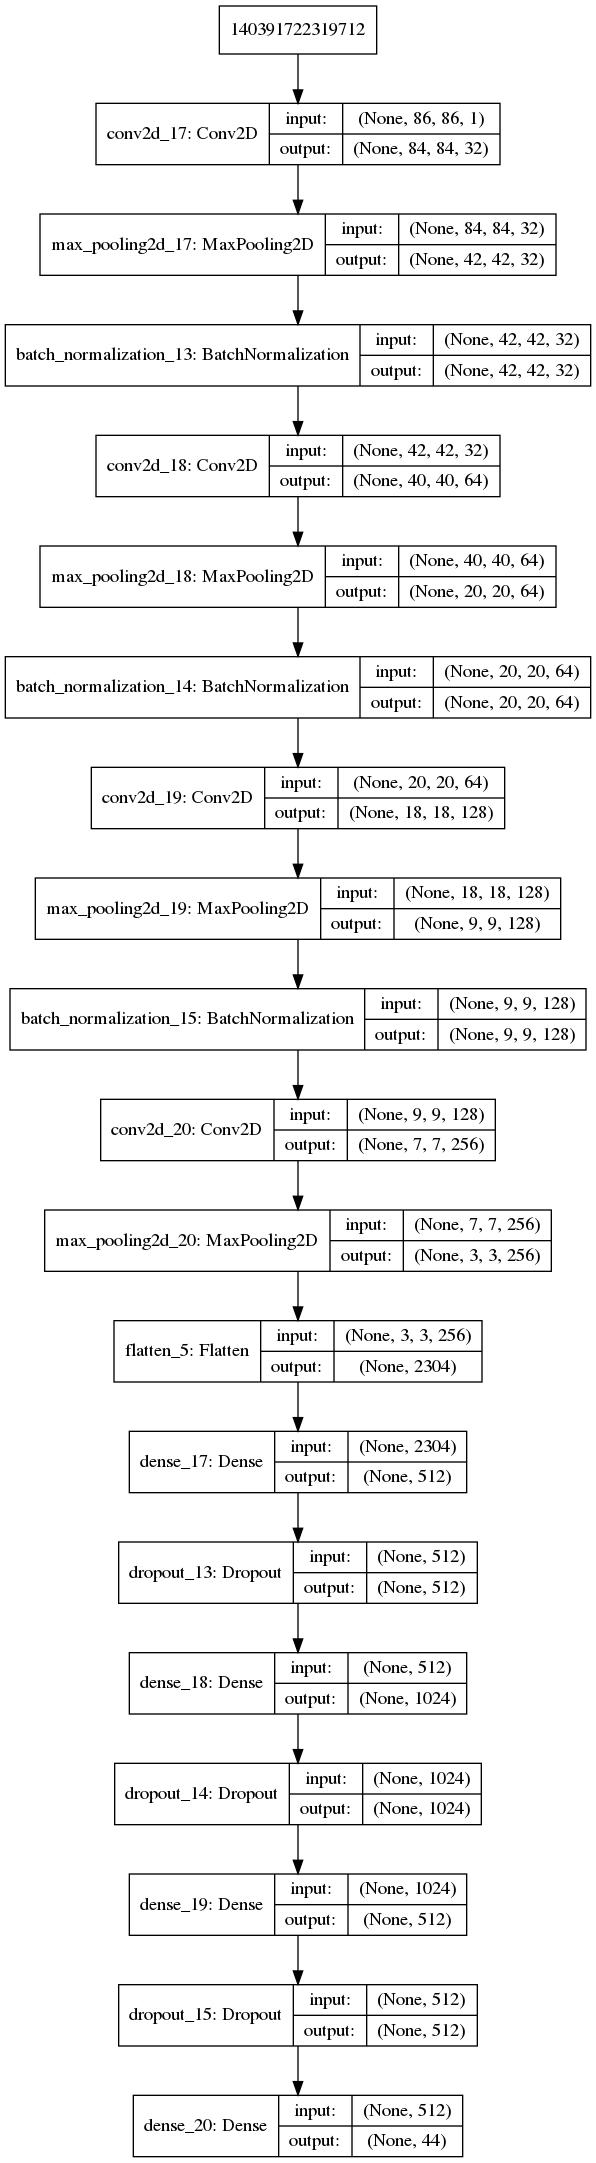 140391722319712
conv2d_17: Conv2D
input: (None, 86, 86, 1)
output: (None, 84, 84, 32)
max_pooling2d_17: MaxPooling2D
input: (None, 84, 84, 32)
output: (None, 42, 42, 32)
batch_normalization_13: BatchNormalization
input: (None, 42, 42, 32)
output: (None, 42, 42, 32)
conv2d_18: Conv2D
input: (None, 42, 42, 32)
output: (None, 40, 40, 64)
max_pooling2d_18: MaxPooling2D
input: (None, 40, 40, 64)
output: (None, 20, 20, 64)
batch_normalization_14: BatchNormalization
input: (None, 20, 20, 64)
output: (None, 20, 20, 64)
conv2d_19: Conv2D
input: (None, 20, 20, 64)
output: (None, 18, 18, 128)
max_pooling2d_19: MaxPooling2D
input: (None, 18, 18, 128)
output: (None, 9, 9, 128)
batch_normalization_15: BatchNormalization
input: (None, 9, 9, 128)
output: (None, 9, 9, 128)
conv2d_20: Conv2D
input: (None, 9, 9, 128)
output: (None, 7, 7, 256)
max_pooling2d_20: MaxPooling2D
input: (None, 7, 7, 256)
output: (None, 3, 3, 256)
flatten_5: Flatten
input: (None, 3, 3, 256)
output: (None, 2304)
dense_17: Dense
input: (None, 2304)
output: (None, 512)
dropout_13: Dropout
input: (None, 512)
output: (None, 512)
dense_18: Dense
input: (None, 512)
output: (None, 1024)
dropout_14: Dropout
input: (None, 1024)
output: (None, 1024)
dense_19: Dense
input: (None, 1024)
output: (None, 512)
dropout_15: Dropout
input: (None, 512)
output: (None, 512)
dense_20: Dense
input: (None, 512)
output: (None, 44)